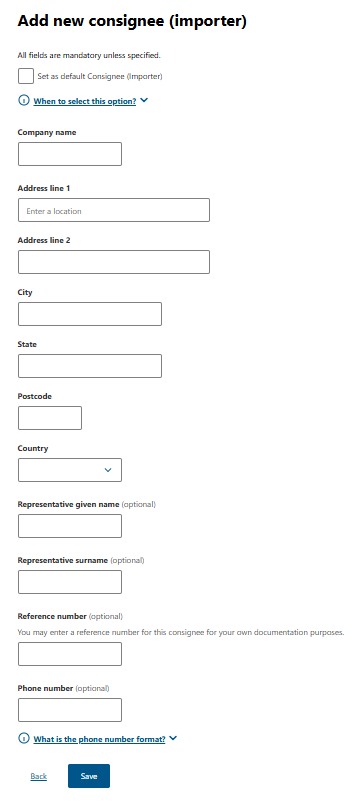 Add new consignee (importer)
All fields are mandatory unless specified.
Set as default Consignee (Importer)
When to select this option?
Company name
Address line 1
Enter a location
Address line 2
City
State
Postcode
Country
Representative given name (optional)
Representative surname (optional)
Reference number (optional)
You may enter a reference number for this consignee for your own documentation purposes.
Phone number (optional)
What is the phone number format?
Back Save